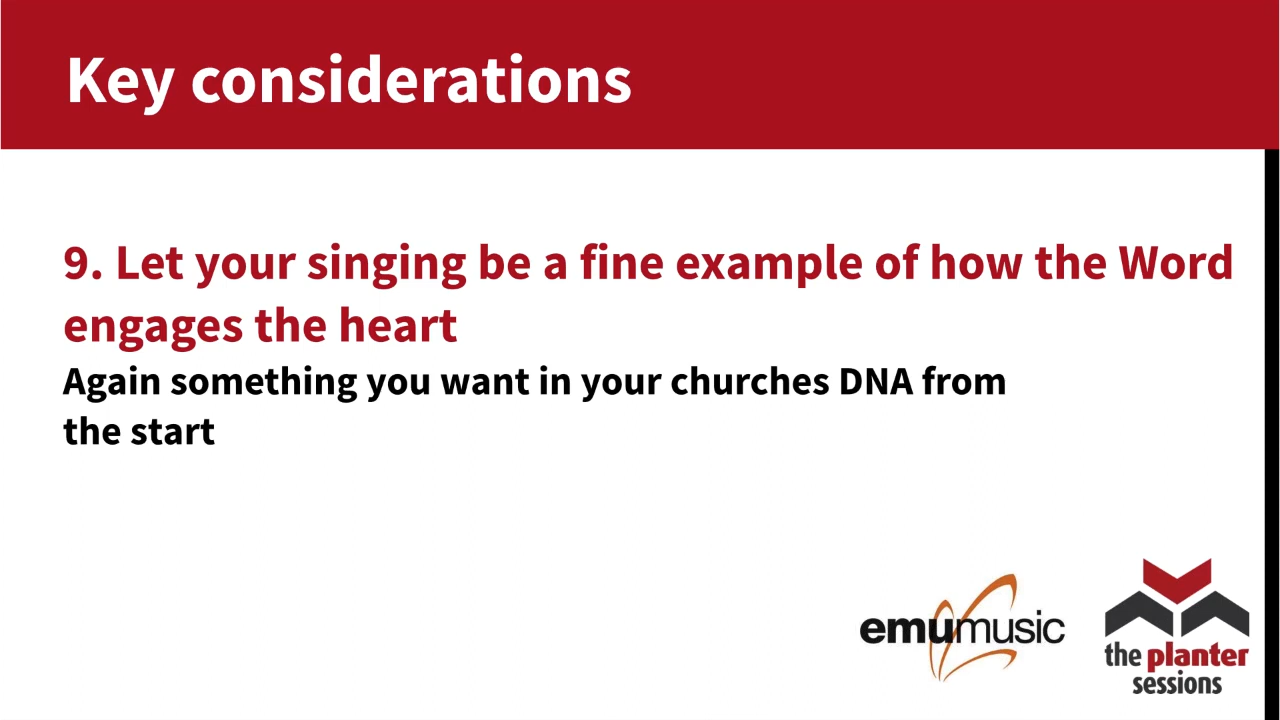 Key considerations
9. Let your singing be a fine example of how the Word
engages the heart
Again something you want in your churches DNA from
the start
emumusic
the planter
sessions